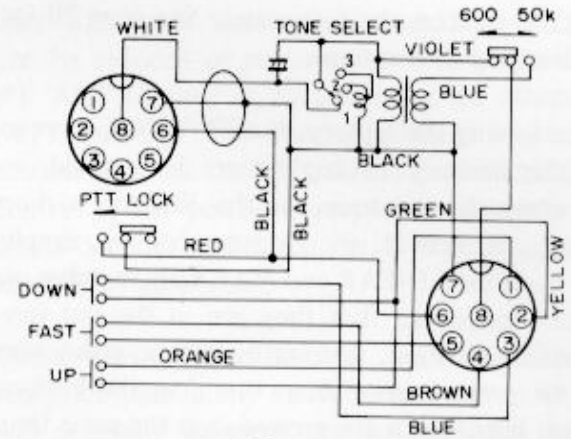 600 50k
WHITE
TONE SELECT
VIOLET
3
2
1
BLUE
1 7
2 8 6
3 4 5
BLACK
PTT LOCK
BLACK
BLACK
GREEN
RED
YELLOW
DOWN
FAST
UP
ORANGE
7 1
6 8 2
5 4 3
BROWN
BLUE